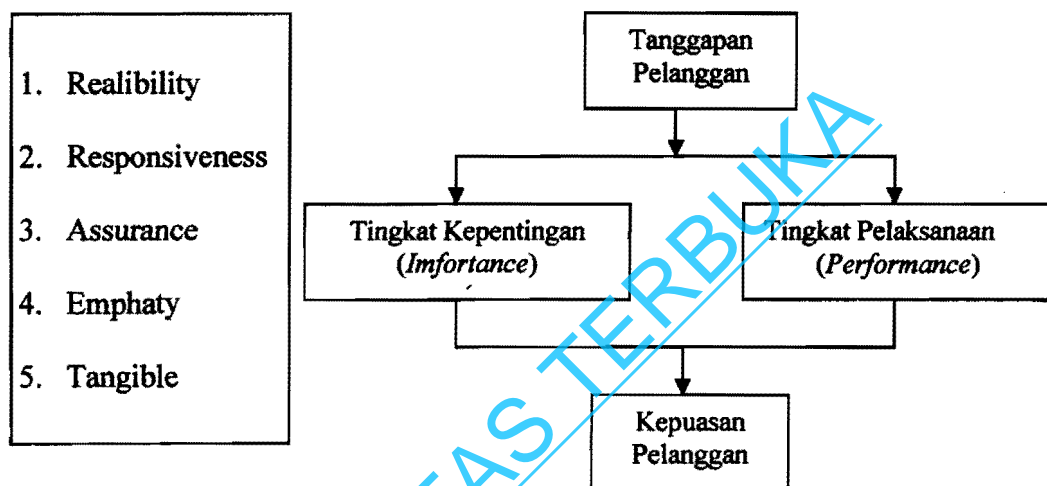 1. Realibility
2. Responsiveness
3. Assurance
4. Emphaty
5. Tangible
Tanggapan
Pelanggan
Tingkat Kepentingan
(Imfortance)
Tingkat Pelaksanaan
(Performance)
Kepuasan
Pelanggan
TAS TERBUKA